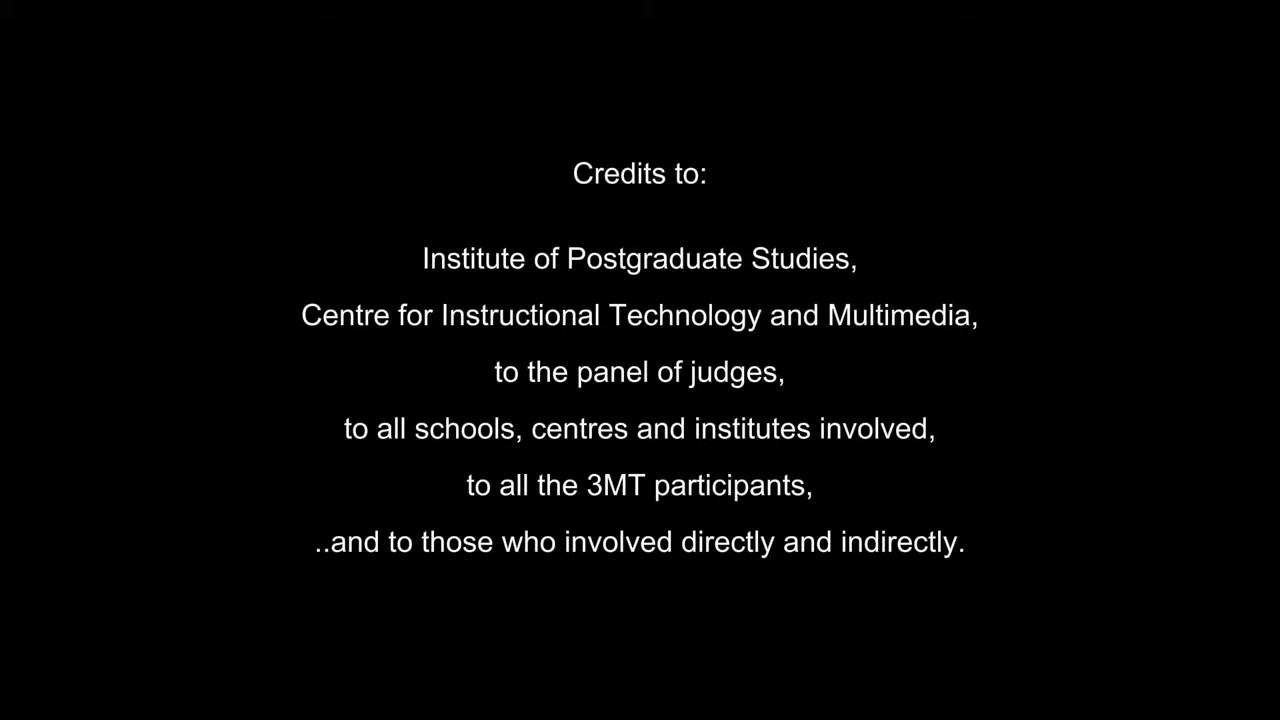 Credits to:
Institute of Postgraduate Studies,
Centre for Instructional Technology and Multimedia,
to the panel of judges,
to all schools, centres and institutes involved,
to all the 3MT participants,
..and to those who involved directly and indirectly.